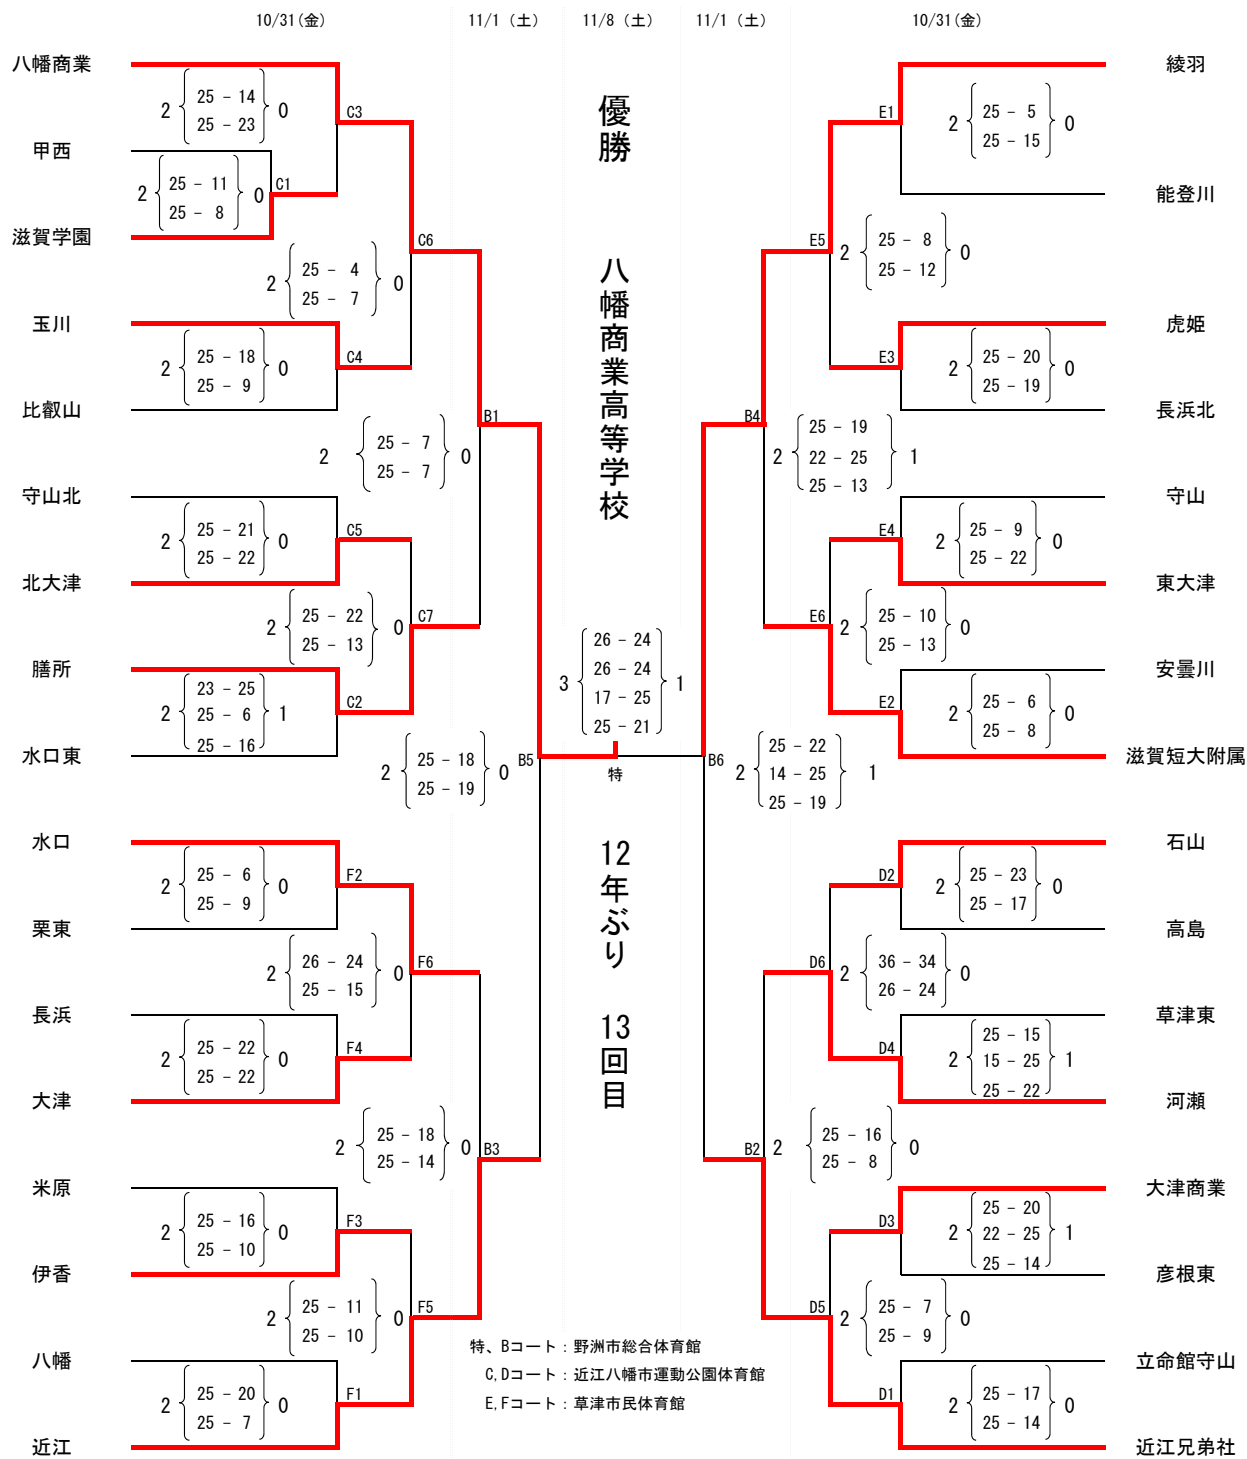 10/31(金) 11/1（土） 11/8（土） 11/1（土） 10/31(金)
八幡商業
2 25 - 14 0
25 - 23
C3
甲西
2 25 - 11 0
25 - 8
C1
滋賀学園
C6
2 25 - 4 0
25 - 7
玉川
2 25 - 18 0
25 - 9
C4
比叡山
B1
2 25 - 7 0
25 - 7
守山北
2 25 - 21 0
25 - 22
C5
北大津
2 25 - 22 0
25 - 13
C7
膳所
2 23 - 25 1
25 - 6
25 - 16
C2
水口東
2 25 - 18 0
25 - 19
B5
水口
2 25 - 6 0
25 - 9
F2
栗東
2 26 - 24 0
25 - 15
F6
長浜
2 25 - 22 0
25 - 22
F4
大津
2 25 - 18 0
25 - 14
B3
米原
2 25 - 16 0
25 - 10
F3
伊香
2 25 - 11 0
25 - 10
F5
八幡
2 25 - 20 0
25 - 7
F1
近江
優勝
八幡商業高等学校
3 26 - 24 1
26 - 24
17 - 25
25 - 21
特
12年ぶり
13回目
綾羽
E1
2 25 - 5 0
25 - 15
能登川
E5
2 25 - 8 0
25 - 12
虎姫
E3
2 25 - 20 0
25 - 19
長浜北
B4
2 25 - 19 1
22 - 25
25 - 13
守山
E4
2 25 - 9 0
25 - 22
東大津
E6
2 25 - 10 0
25 - 13
安曇川
E2
2 25 - 6 0
25 - 8
滋賀短大附属
B6
2 25 - 22 1
14 - 25
25 - 19
石山
D2
2 25 - 23 0
25 - 17
高島
D6
2 36 - 34 0
26 - 24
草津東
D4
2 25 - 15 1
15 - 25
25 - 22
河瀬
B2
2 25 - 16 0
25 - 8
大津商業
D3
2 25 - 20 1
22 - 25
25 - 14
彦根東
D5
2 25 - 7 0
25 - 9
立命館守山
D1
2 25 - 17 0
25 - 14
近江兄弟社
特、Bコート：野洲市総合体育館
C,Dコート：近江八幡市運動公園体育館
E,Fコート：草津市民体育館